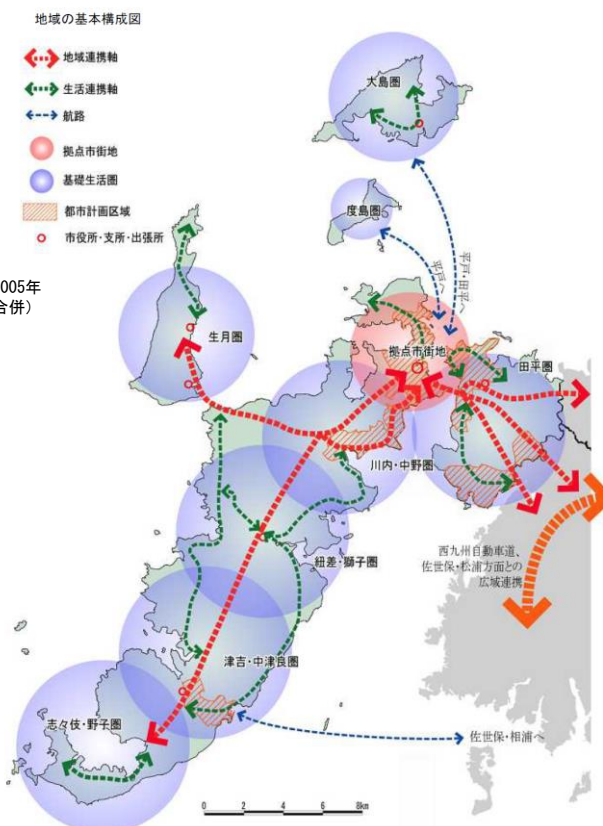 地域の基本構成図
地域連携軸
生活連携軸
航路
拠点市街地
基礎生活圏
都市計画区域
市役所・支所・出張所
005年
合併）
大島圏
度島圏
平戸へ
平戸・田平へ
生月圏
拠点市街地
田平圏
川内・中野圏
紐差・獅子圏
西九州自動車道、
佐世保・松浦方面との
広域連携
津吉・中津良圏
志々伎・野子圏
佐世保・相浦へ
0 2 4 6 8km